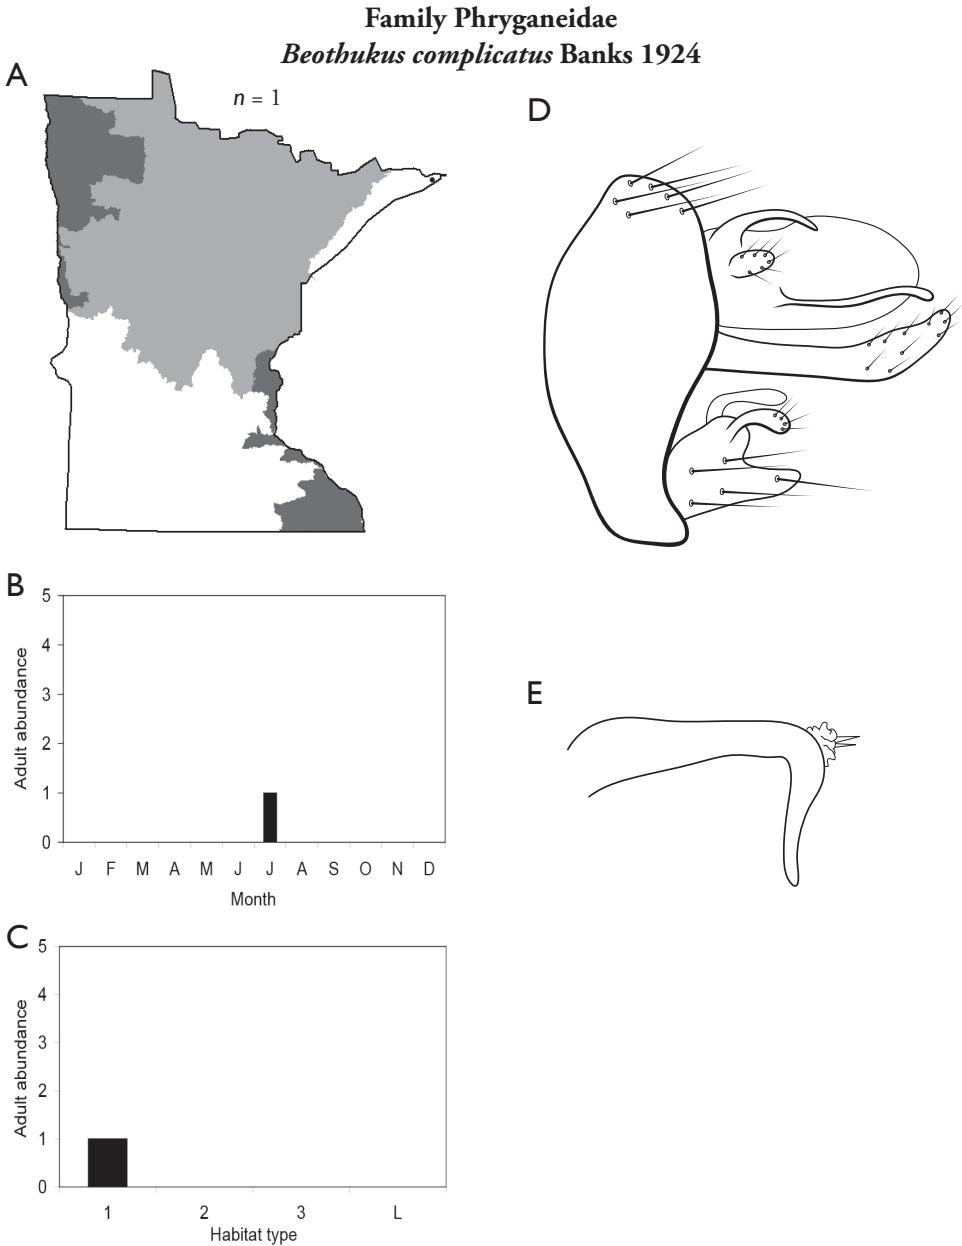 Family Phryganeidae
Beothukus complicatus Banks 1924
A
n = 1
D
B
Adult abundance
5
4
3
2
1
0
J F M A M J J A S O N D
Month
E
C
Adult abundance
5
4
3
2
1
0
1 2 3 L
Habitat type